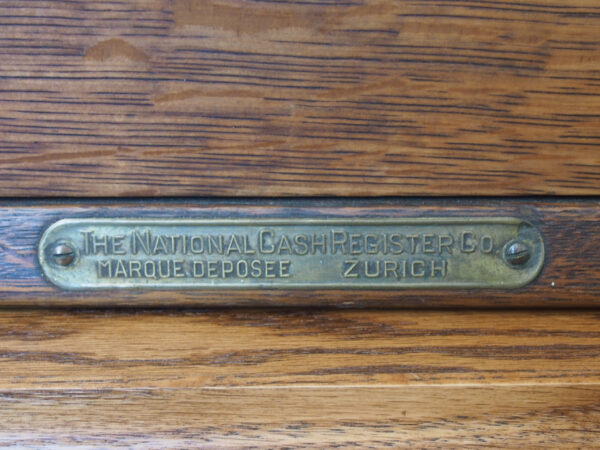 THE NATIONAL CASH REGISTER CO.
MARQUE DEPOSEE ZURICH